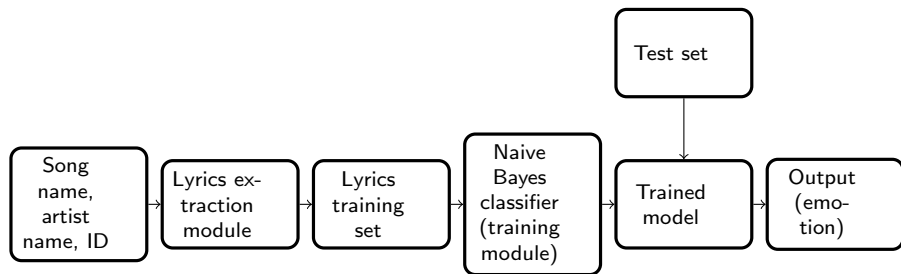 Test set
Song
name,
artist
name, ID
Lyrics ex-
traction
module
Lyrics
training
set
Naive
Bayes
classifier
(training
module)
Trained
model
Output
(emo-
tion)